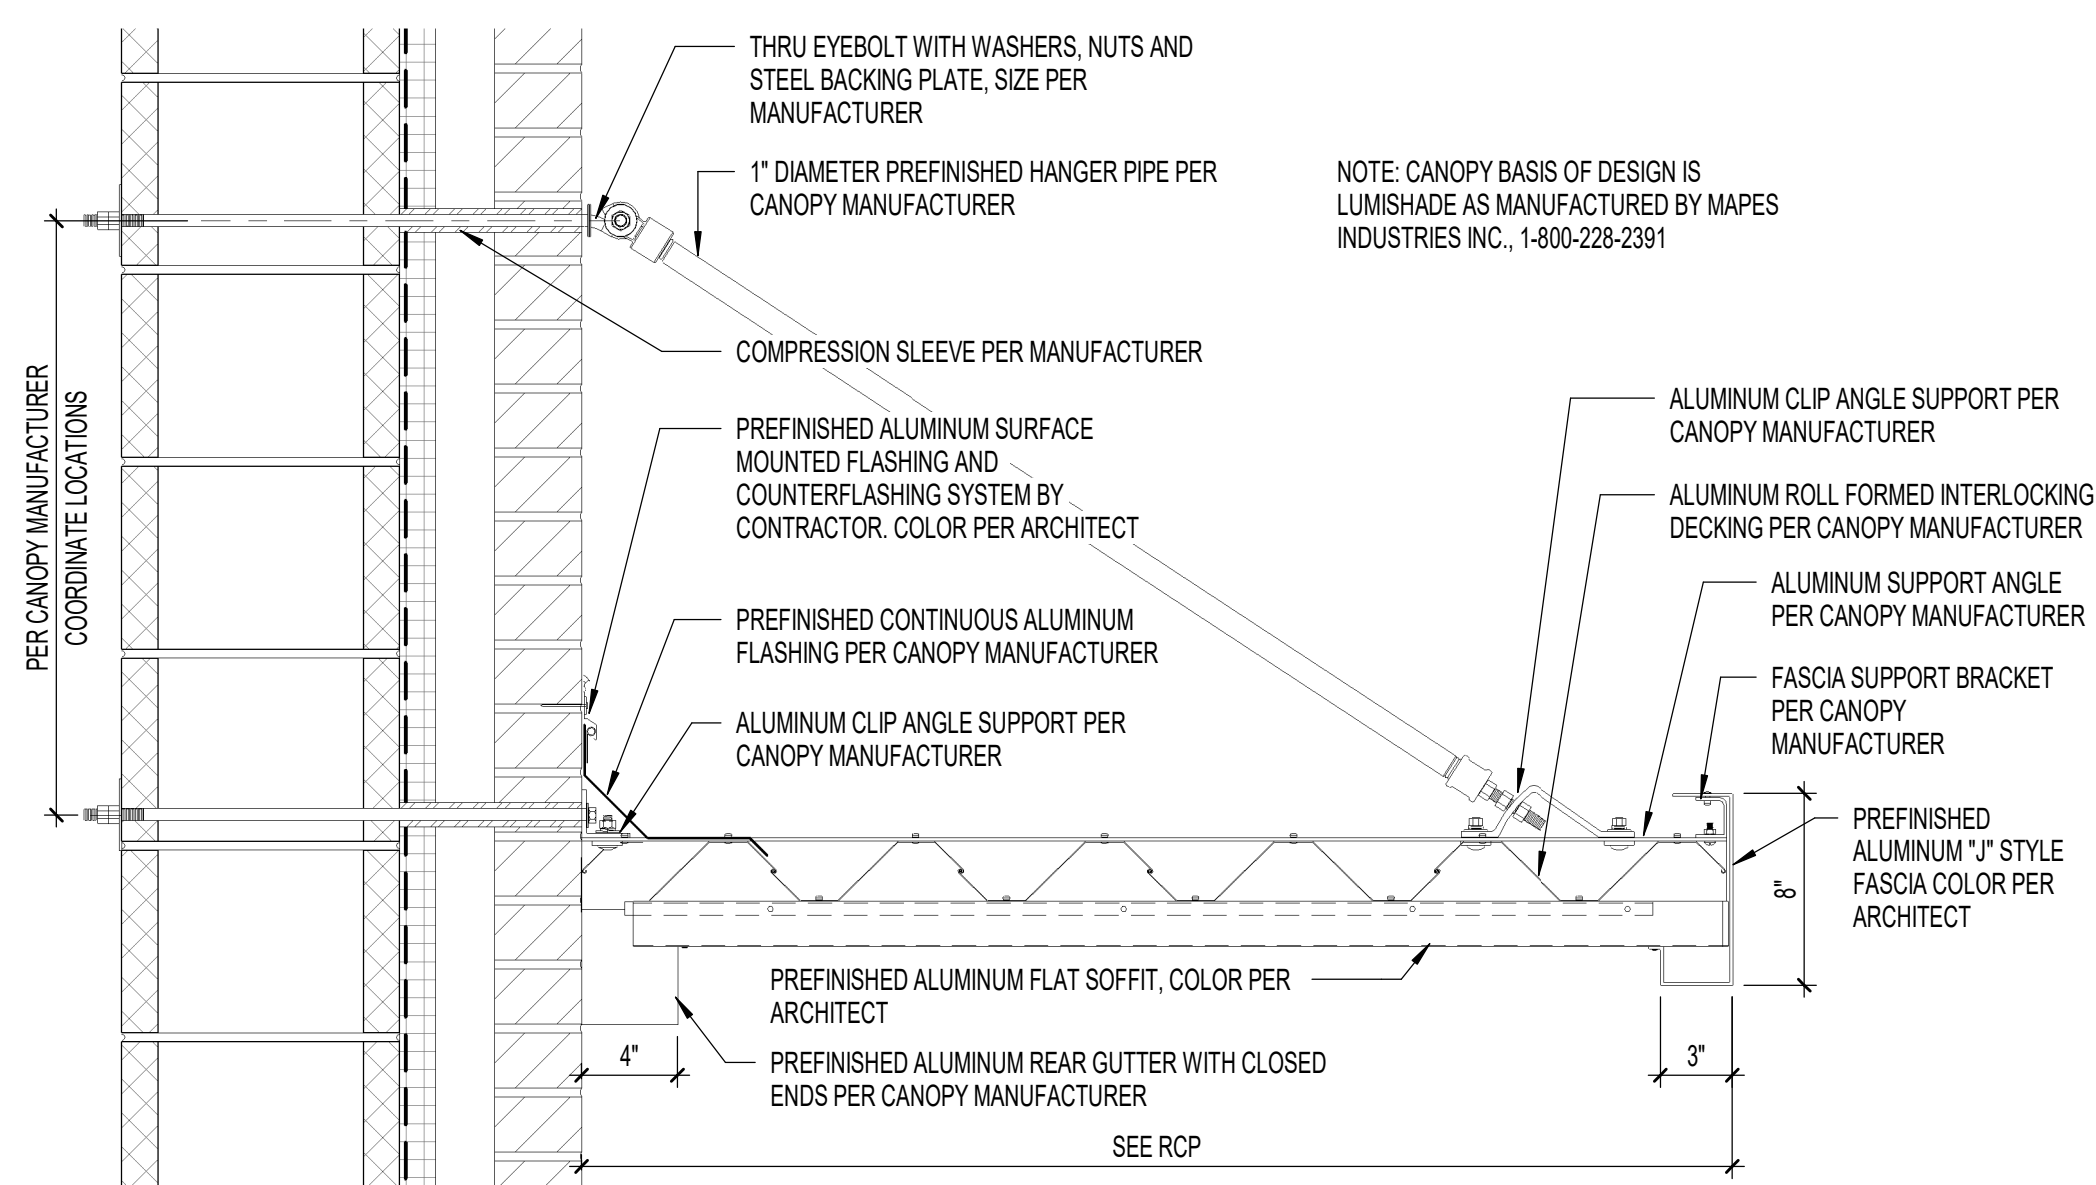 THRU EYEBOLT WITH WASHERS, NUTS AND
STEEL BACKING PLATE, SIZE PER
MANUFACTURER
1" DIAMETER PREFINISHED HANGER PIPE PER
CANOPY MANUFACTURER
NOTE: CANOPY BASIS OF DESIGN IS
LUMISHADE AS MANUFACTURED BY MAPES
INDUSTRIES INC., 1-800-228-2391
COMPRESSION SLEEVE PER MANUFACTURER
PER CANOPY MANUFACTURER
COORDINATE LOCATIONS
PREFINISHED ALUMINUM SURFACE
MOUNTED FLASHING AND
COUNTERFLASHING SYSTEM BY
CONTRACTOR. COLOR PER ARCHITECT
ALUMINUM CLIP ANGLE SUPPORT PER
CANOPY MANUFACTURER
ALUMINUM ROLL FORMED INTERLOCKING
DECKING PER CANOPY MANUFACTURER
ALUMINUM SUPPORT ANGLE
PER CANOPY MANUFACTURER
PREFINISHED CONTINUOUS ALUMINUM
FLASHING PER CANOPY MANUFACTURER
FASCIA SUPPORT BRACKET
PER CANOPY
MANUFACTURER
ALUMINUM CLIP ANGLE SUPPORT PER
CANOPY MANUFACTURER
PREFINISHED
ALUMINUM "J" STYLE
FASCIA COLOR PER
ARCHITECT
8"
PREFINISHED ALUMINUM FLAT SOFFIT, COLOR PER
ARCHITECT
4"
PREFINISHED ALUMINUM REAR GUTTER WITH CLOSED
ENDS PER CANOPY MANUFACTURER
3"
SEE RCP